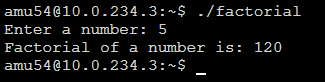 amu54@10.0.234.3:~$ ./factorial
Enter a number: 5
Factorial of a number is: 120
amu54@10.0.234.3:~$ _